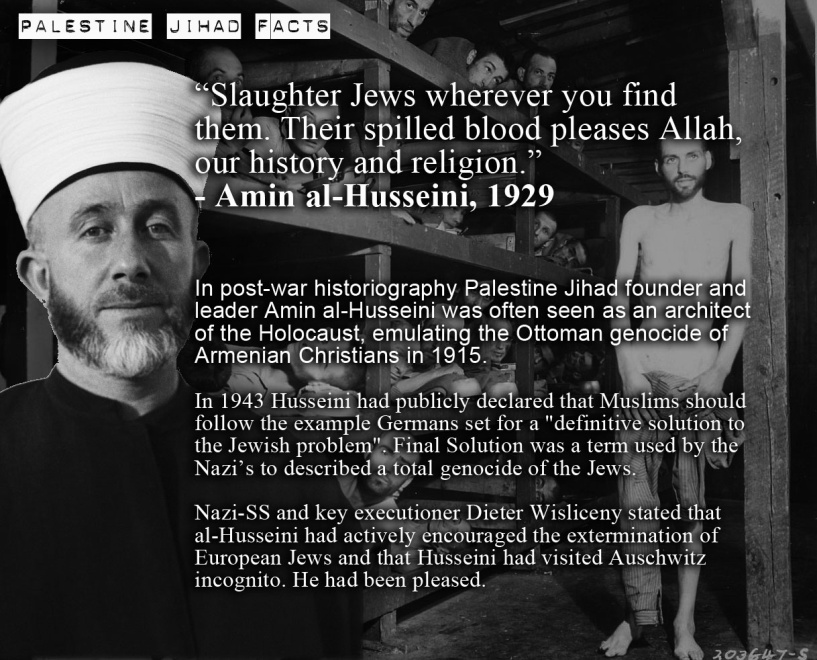 PALESTINE JIHAD FACTS
“Slaughter Jews wherever you find
them. Their spilled blood pleases Allah,
our history and religion.”
- Amin al-Husseini, 1929
In post-war historiography Palestine Jihad founder and
leader Amin al-Husseini was often seen as an architect
of the Holocaust, emulating the Ottoman genocide of
Armenian Christians in 1915.
In 1943 Husseini had publicly declared that Muslims should
follow the example Germans set for a "definitive solution to
the Jewish problem". Final Solution was a term used by the
Nazi’s to described a total genocide of the Jews.
Nazi-SS and key executioner Dieter Wisliceny stated that
al-Husseini had actively encouraged the extermination of
European Jews and that Husseini had visited Auschwitz
incognito. He had been pleased.
203647-S